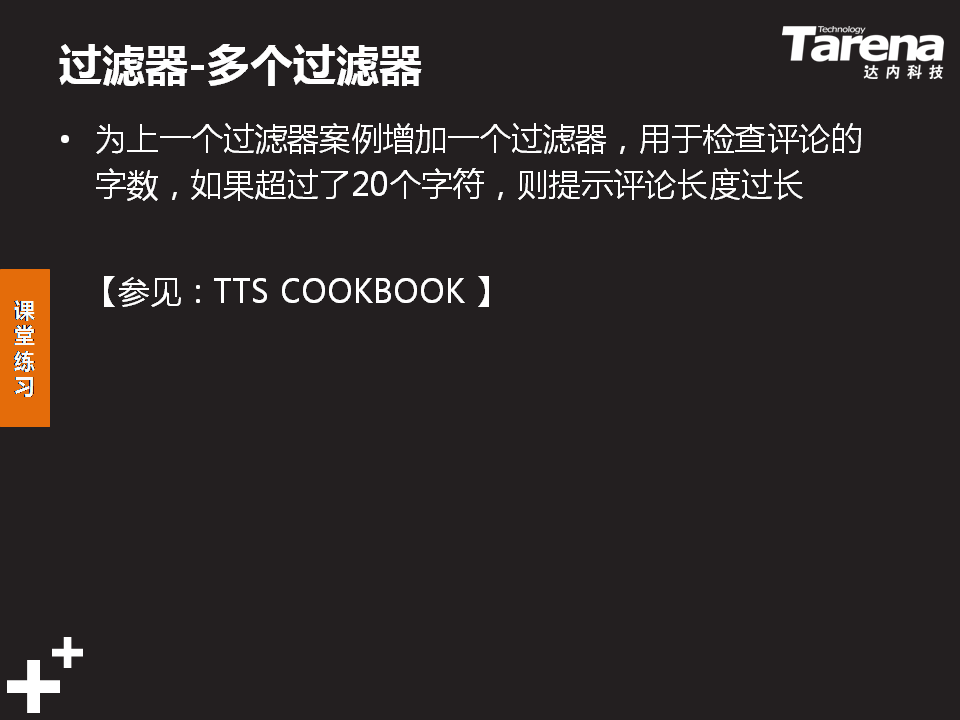 过滤器-多个过滤器
Technology
Tarena
达内科技
• 为上一个过滤器案例增加一个过滤器，用于检查评论的
字数，如果超过了20个字符，则提示评论长度过长
【参见：TTS COOKBOOK 】
课堂练习